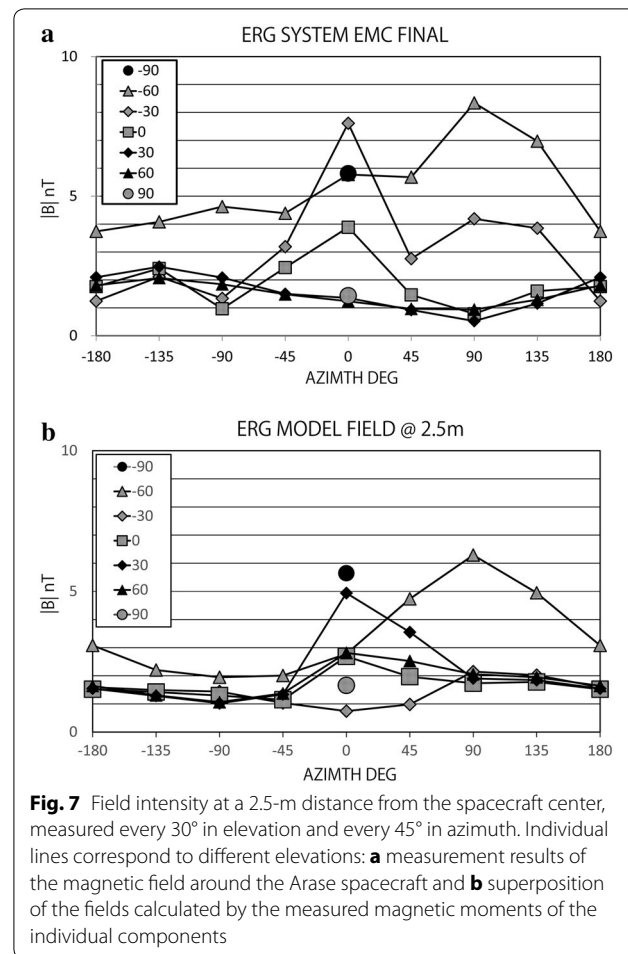 a
ERG SYSTEM EMC FINAL
10
5
0
|B| nT
-90
-60
-30
0
30
60
90
-180 -135 -90 -45 0 45 90 135 180
AZIMTH DEG
b
ERG MODEL FIELD @ 2.5m
10
5
0
|B| nT
-90
-60
-30
0
30
60
90
-180 -135 -90 -45 0 45 90 135 180
AZIMTH DEG
Fig. 7 Field intensity at a 2.5-m distance from the spacecraft center,
measured every 30° in elevation and every 45° in azimuth. Individual
lines correspond to different elevations: a measurement results of
the magnetic field around the Arase spacecraft and b superposition
of the fields calculated by the measured magnetic moments of the
individual components